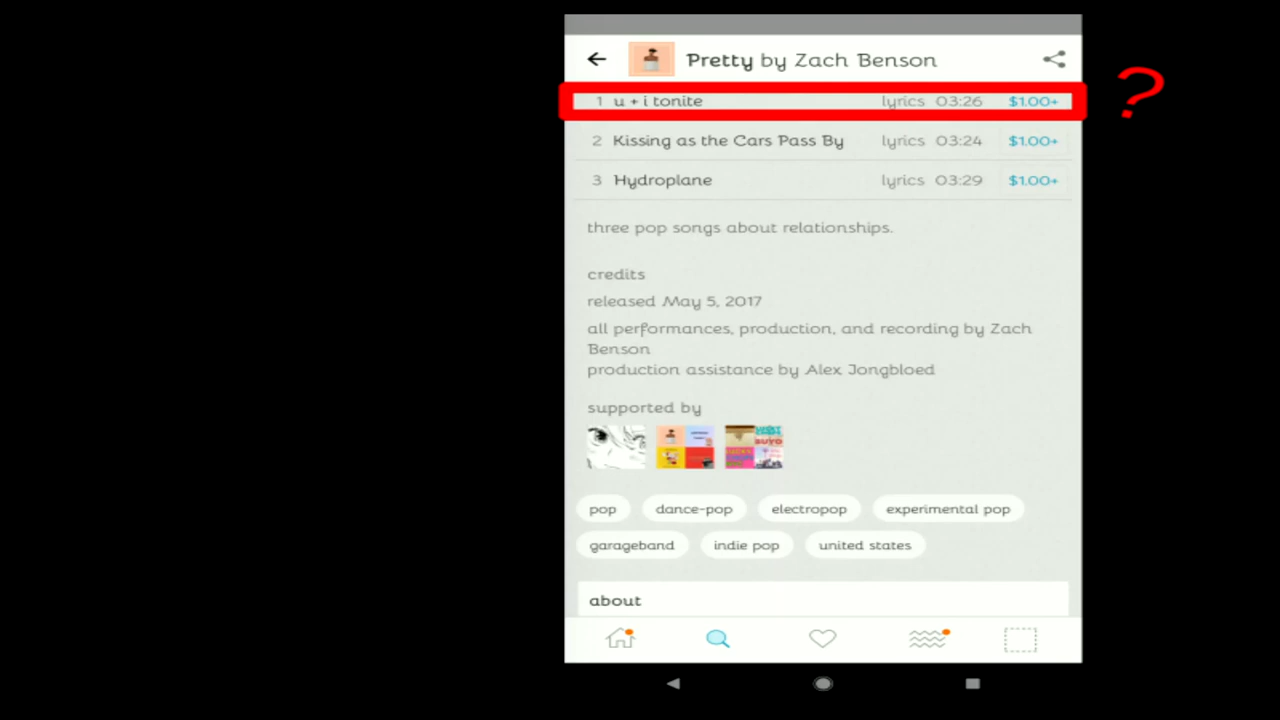 Pretty by Zach Benson
?
1 u + i tonite lyrics 03:26 $1.00+
2 Kissing as the Cars Pass By lyrics 03:24 $1.00+
3 Hydroplane lyrics 03:29 $1.00+
three pop songs about relationships.
credits
released May 5, 2017
all performances, production, and recording by Zach
Benson
production assistance by Alex Jongbloed
supported by
pop dance-pop electropop experimental pop
garageband indie pop united states
about